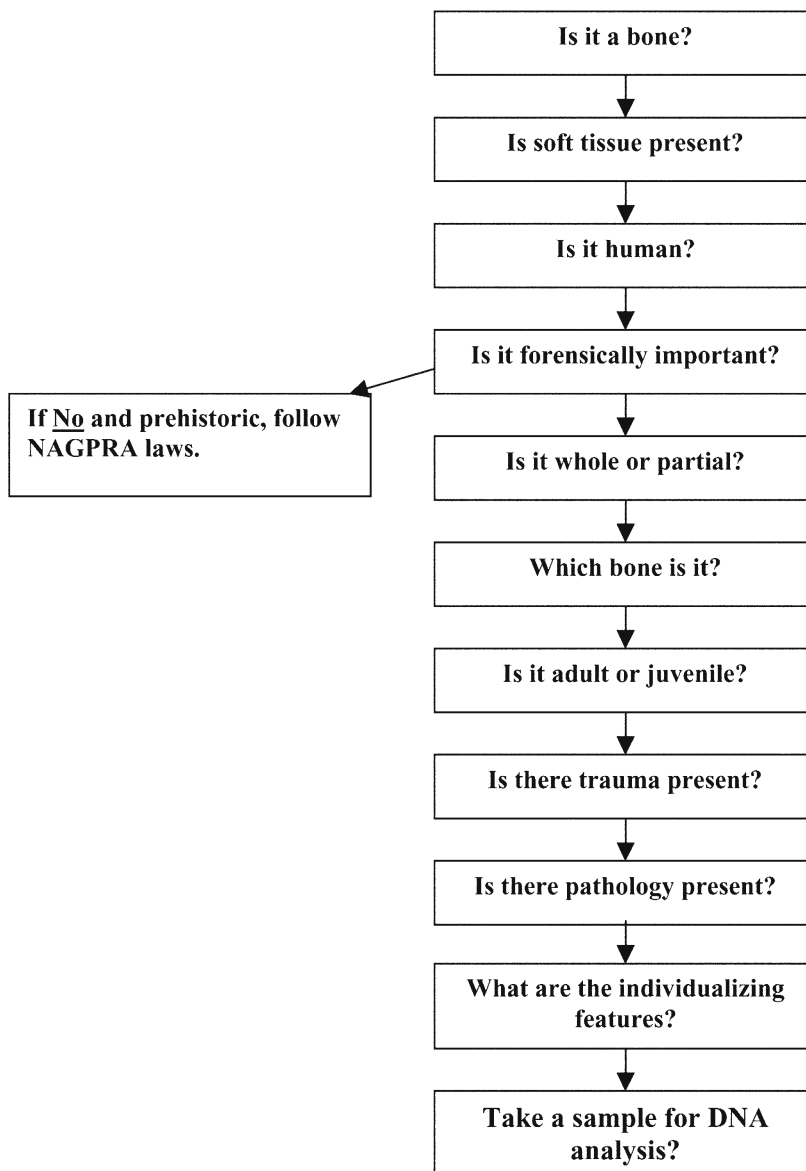 Is it a bone?
Is soft tissue present?
Is it human?
Is it forensically important?
If No and prehistoric, follow
NAGPRA laws.
Is it whole or partial?
Which bone is it?
Is it adult or juvenile?
Is there trauma present?
Is there pathology present?
What are the individualizing
features?
Take a sample for DNA
analysis?